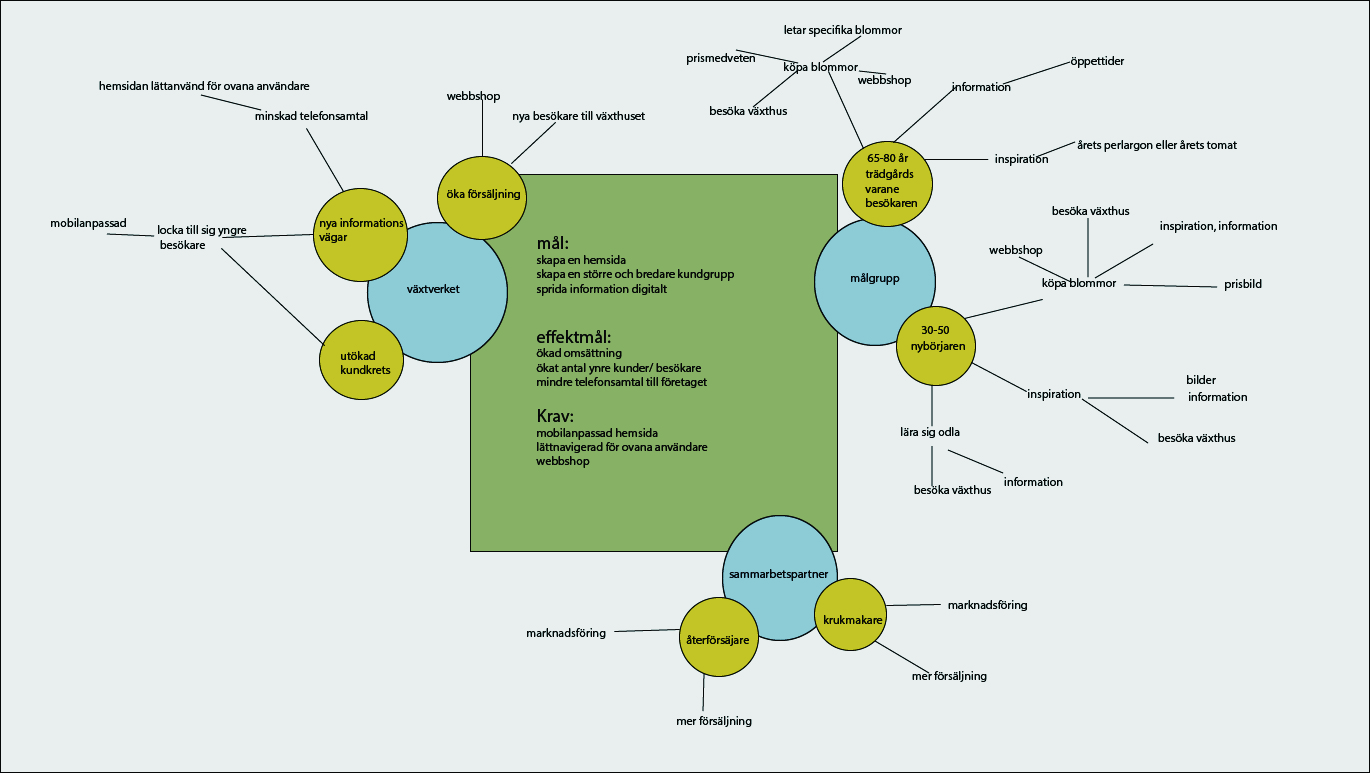 letar specifika blommor
prismedveten
köpa blommor
webbshop
besöka växthus
öppettider
information
65-80 år
trädgårds
varane
besökaren
inspiration
årets perlargon eller årets tomat
hemsidan lättanvänd för ovana användare
minskad telefonsamtal
webbshop
nya besökare till växthuset
öka försäljning
nya informations
vägar
mobilanpassad
locka till sig yngre
besökare
växtverket
utökad
kundkrets
mål:
skapa en hemsida
skapa en större och bredare kundgrupp
sprida information digitalt
effektmål:
ökad omsättning
ökat antal ynre kunder/ besökare
mindre telefonsamtal till företaget
Krav:
mobilanpassad hemsida
lättnavigerad för ovana användare
webbshop
målgrupp
besöka växthus
inspiration, information
webbshop
köpa blommor
prisbild
30-50
nybörjaren
inspiration
bilder
information
besöka växthus
lära sig odla
information
besöka växthus
sammarbetspartner
marknadsföring
återförsäjare
mer försäljning
krukmakare
marknadsföring
mer försäljning